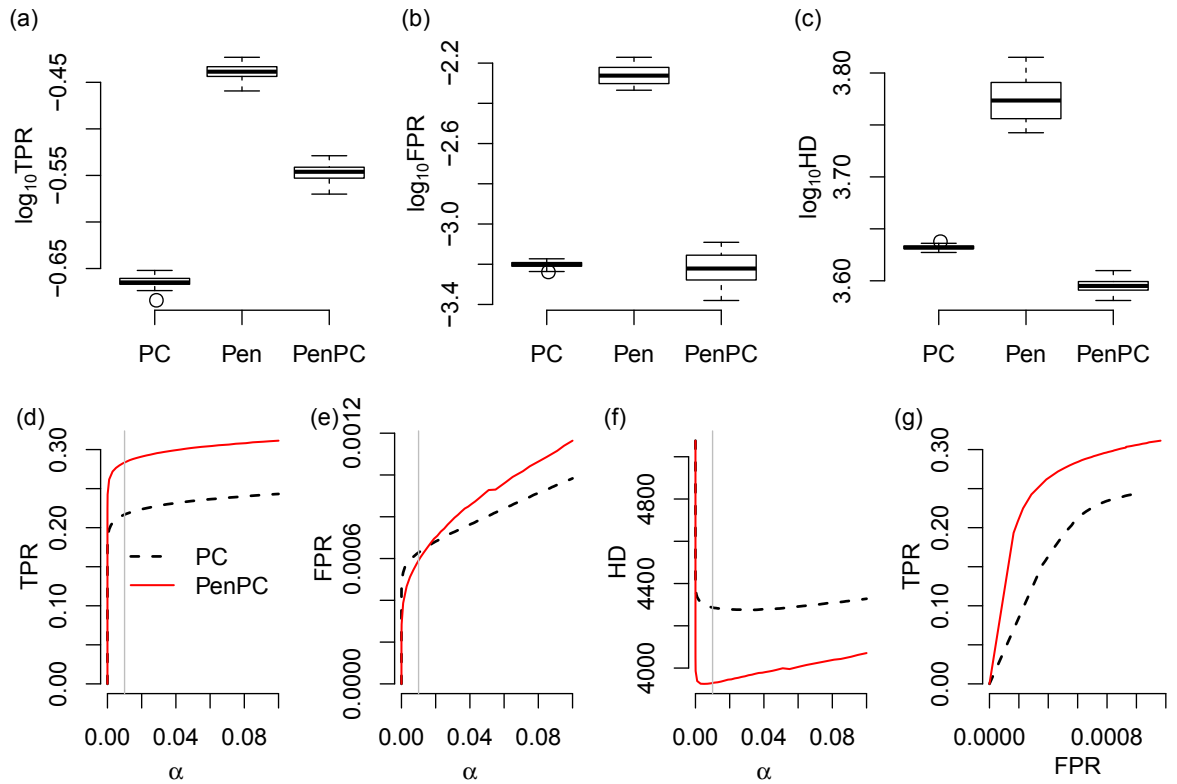 (a)
log10TPR
−0.45
−0.55
−0.65
PC
Pen
PenPC
(b)
log10FPR
−2.2
−2.6
−3.0
−3.4
PC
Pen
PenPC
(c)
log10HD
3.80
3.70
3.60
PC
Pen
PenPC
(d)
TPR
0.30
0.20
0.10
0.00
PC
PenPC
0.00
0.04
0.08
α
(e)
FPR
0.0012
0.0006
0.0000
0.00
0.04
0.08
α
(f)
HD
4800
4400
4000
0.00
0.04
0.08
α
(g)
TPR
0.30
0.20
0.10
0.00
0.0000
0.0008
FPR